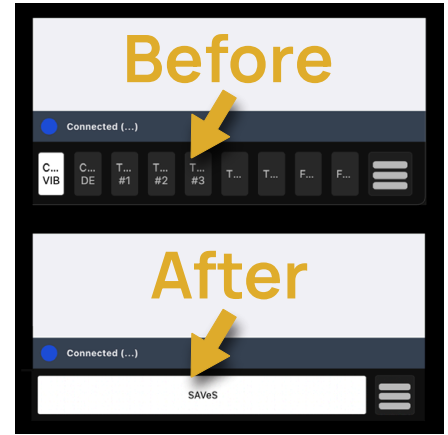 Before
Connected (...)
C... C... T... T... T... T... T... F... F...
VIB DE #1 #2 #3
After
Connected (...)
SAVeS